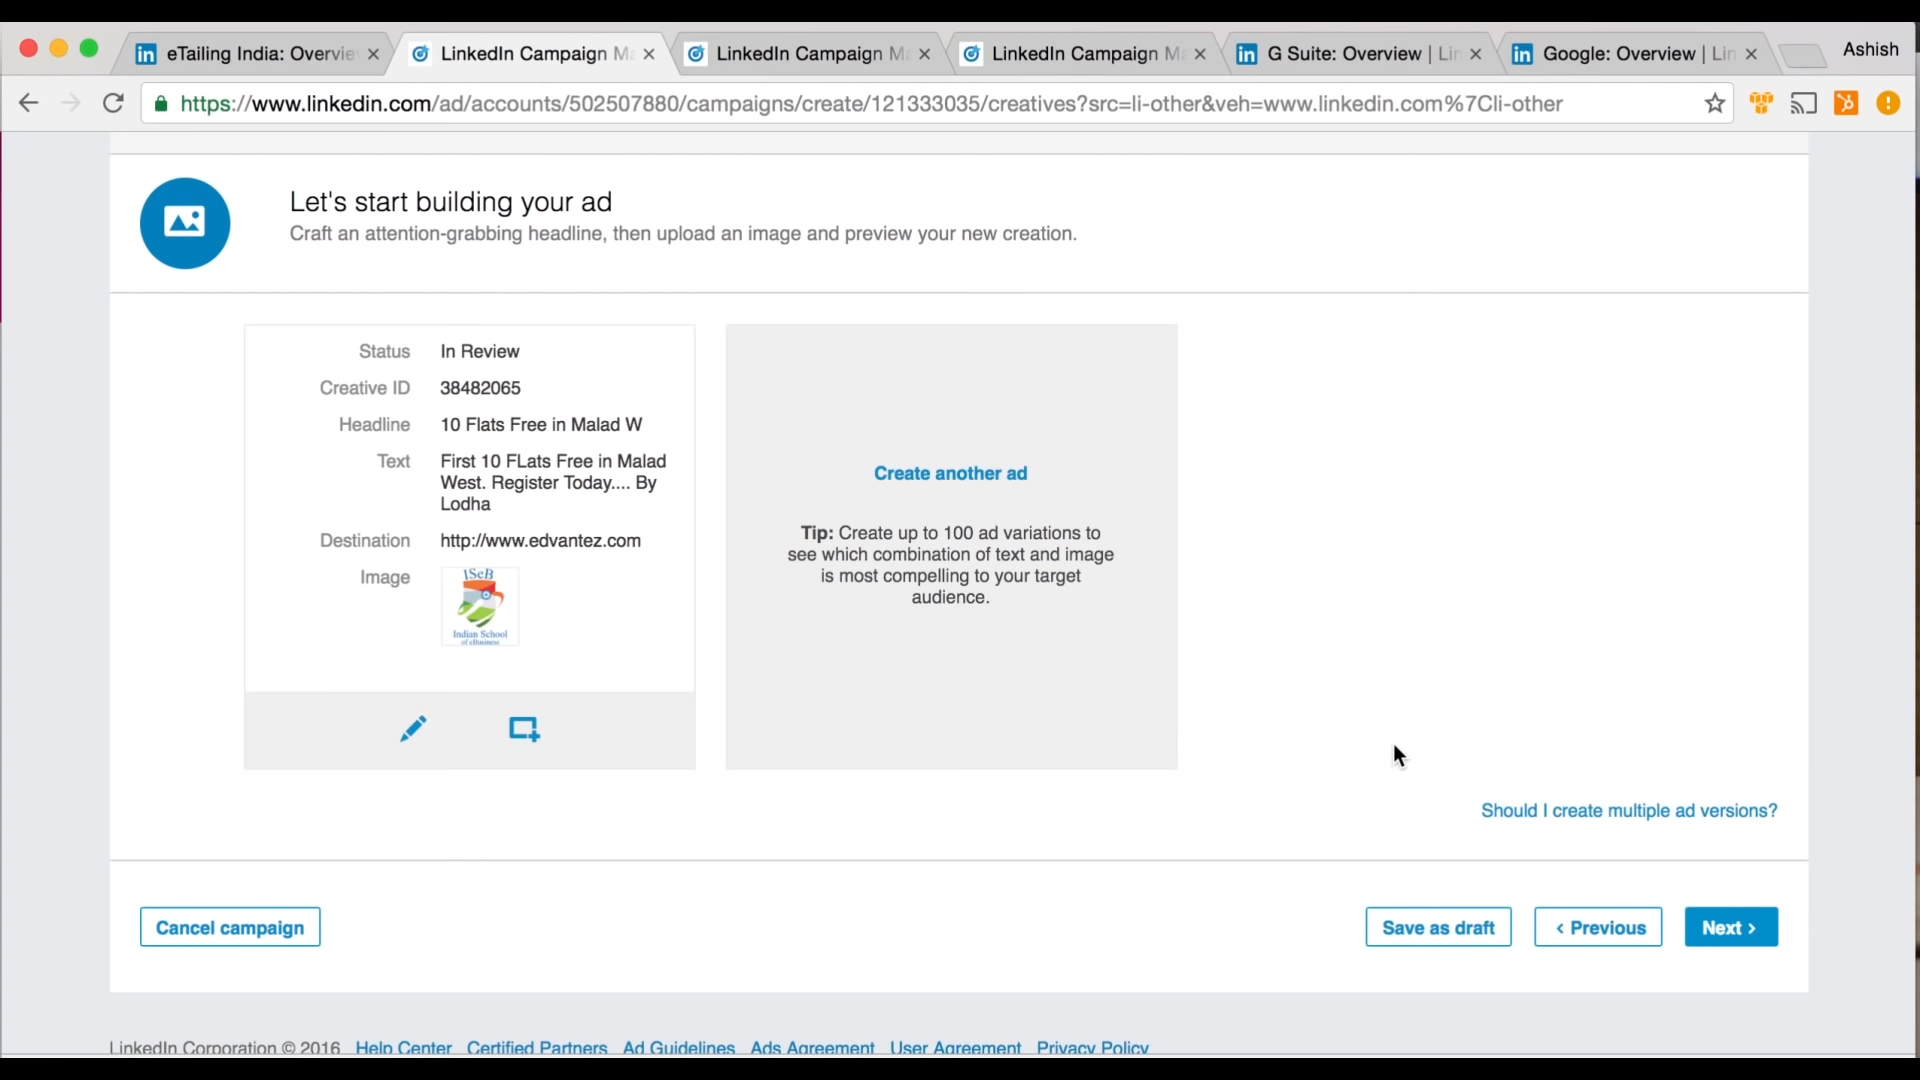 eTailing India: Overvie
LinkedIn Campaign Ma
LinkedIn Campaign Ma
LinkedIn Campaign Ma
G Suite: Overview | Lin
Google: Overview | Lin
Ashish
https://www.linkedin.com/ad/accounts/502507880/campaigns/create/121333035/creatives?src=li-other&veh=www.linkedin.com%7Cli-other
Let's start building your ad
Craft an attention-grabbing headline, then upload an image and preview your new creation.
Status In Review
Creative ID 38482065
Headline 10 Flats Free in Malad W
Text First 10 FLats Free in Malad
West. Register Today.... By
Lodha
Destination http://www.edvantez.com
Image
ISeB
Indian School
of eBusiness
Create another ad
Tip: Create up to 100 ad variations to
see which combination of text and image
is most compelling to your target
audience.
Should I create multiple ad versions?
Cancel campaign
Save as draft
‹ Previous
Next ›
LinkedIn Corporation © 2016 Help Center Certified Partners Ad Guidelines Ads Agreement User Agreement Privacy Policy